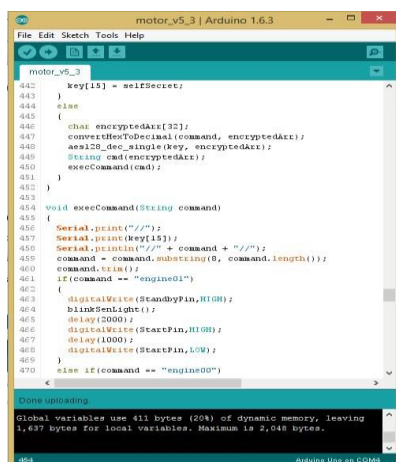 motor_v5_3 | Arduino 1.6.3
File Edit Sketch Tools Help
motor_v5_3
442 key[15] = selfSecret;
443 }
444 else
445 {
446 char encryptedArr[32];
447 convertHexToDecimal(command, encryptedArr);
448 aes128_dec_single(key, encryptedArr);
449 String cmd(encryptedArr);
450 execCommand(cmd);
451 }
452 }
453
454 void execCommand(String command)
455 {
456 Serial.print("//");
457 Serial.print(key[15]);
458 Serial.println("//" + command + "//");
459 command = command.substring(8, command.length());
460 command.trim();
461 if(command == "engine01")
462 {
463 digitalWrite(StandbyPin,HIGH);
464 blinkSenLight();
465 delay(2000);
466 digitalWrite(StartPin,HIGH);
467 delay(1000);
468 digitalWrite(StartPin,LOW);
469 }
470 else if(command == "engine00")
Done uploading.
Global variables use 411 bytes (20%) of dynamic memory, leaving
1,637 bytes for local variables. Maximum is 2,048 bytes.
454 Arduino Uno on COM4